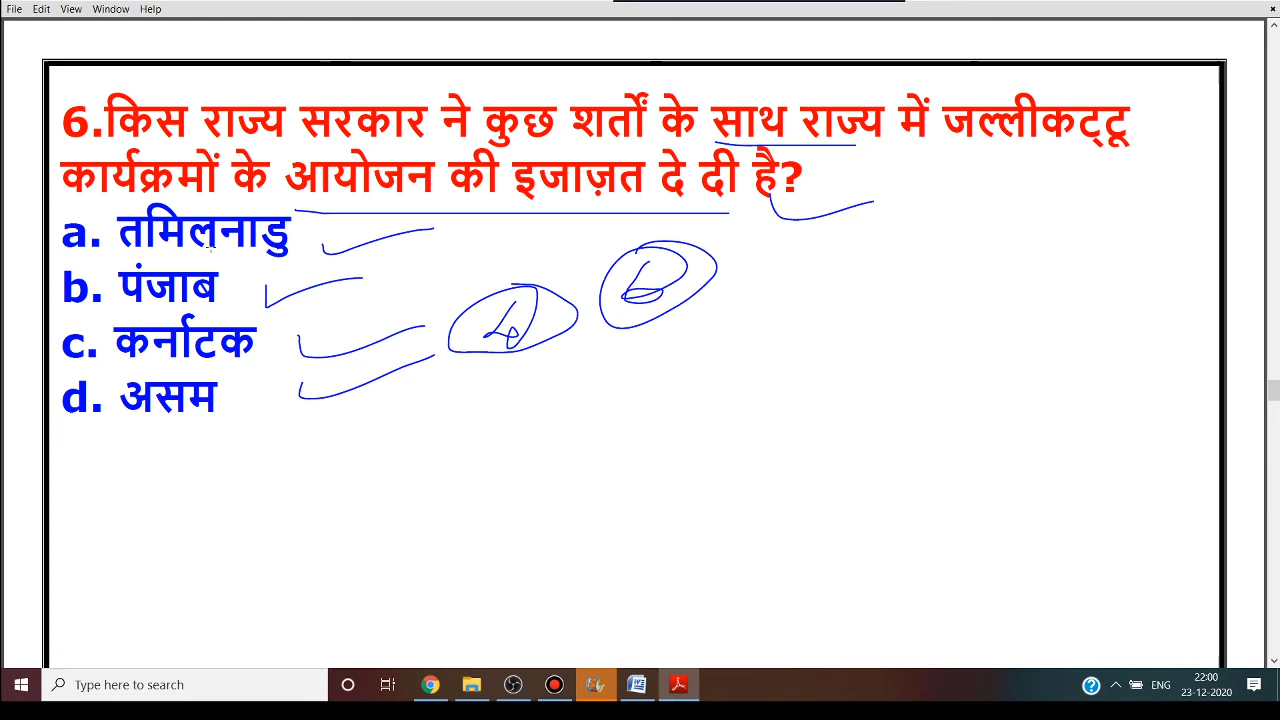 File Edit View Window Help
6.किस राज्य सरकार ने कुछ शर्तों के साथ राज्य में जल्लीकट्टू
कार्यक्रमों के आयोजन की इजाज़त दे दी है?
a. तमिलनाडु
b. पंजाब
c. कर्नाटक
d. असम
Type here to search
ENG
22:00
23-12-2020